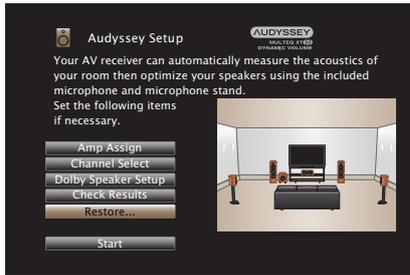 Audyssey Setup
AUDYSSEY
MULTEQ XT32
DYNAMIC VOLUME
Your AV receiver can automatically measure the acoustics of
your room then optimize your speakers using the included
microphone and microphone stand.
Set the following items
if necessary.
Amp Assign
Channel Select
Dolby Speaker Setup
Check Results
Restore...
Start